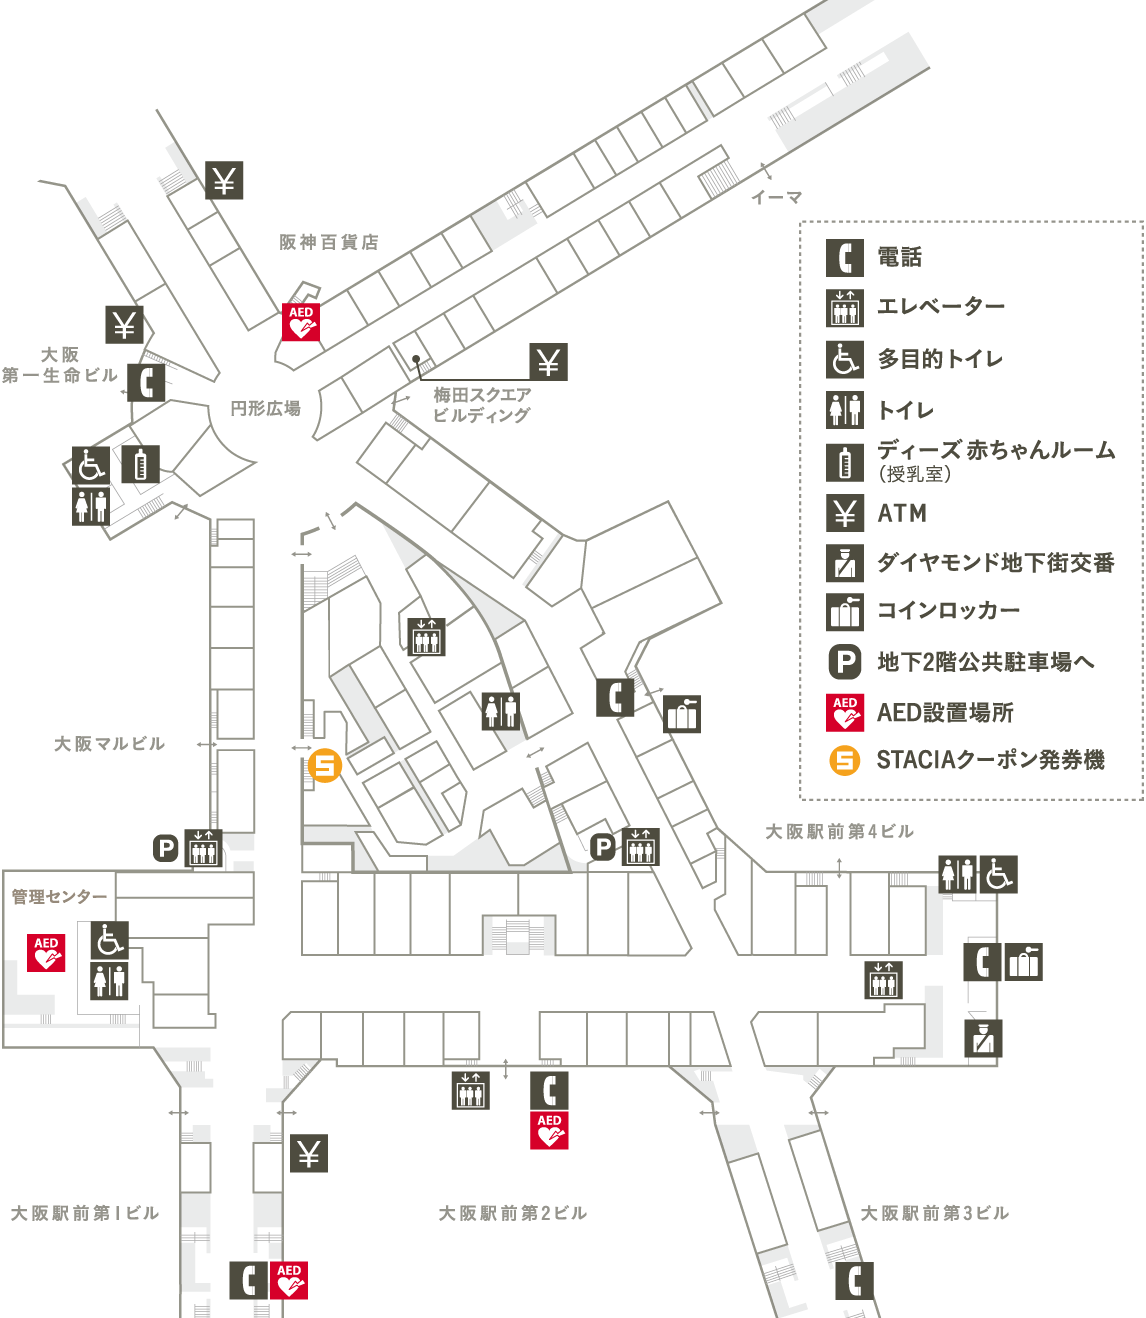 阪神百貨店
イーマ
AED
大阪
第一生命ビル
円形広場
梅田スクエア
ビルディング
電話
エレベーター
多目的トイレ
トイレ
ディーズ 赤ちゃんルーム
（授乳室）
¥ ATM
ダイヤモンド地下街交番
コインロッカー
P 地下2階公共駐車場へ
AED AED設置場所
S STACIAクーポン発券機
¥
¥
¥
大阪マルビル
S
P
P
大阪駅前第4ビル
管理センター
AED
AED
¥
大阪駅前第1ビル
大阪駅前第2ビル
大阪駅前第3ビル
AED